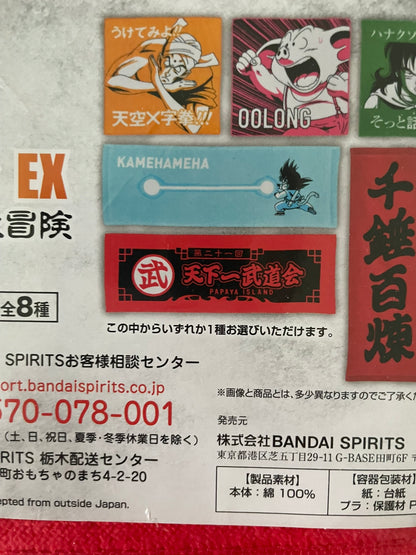 うけてみよ!!
天空×字拳!!!
OOLONG
ハナクソ
そっと
KAMEHAMEHA
EX
冒険
第二十一回
武
天下一武道会
PAPAYA ISLAND
千錘百煉
全8種
この中からいずれか1種お選びいただけます。
SPIRITSお客様相談センター
ort.bandaispirits.co.jp
570-078-001
(土、日、祝日、夏季・冬季休業日を除く)
RITS 栃木配送センター
町おもちゃのまち4-2-20
epted from outside Japan.
※画像と商品とは、多少異なりますのでご了承くだ
発売元
株式会社BANDAI SPIRITS
東京都港区芝五丁目29-11 G-BASE田町6F
【製品素材】
本体:綿 100%
【容器包装材】
紙:台紙
プラ:保護材 P